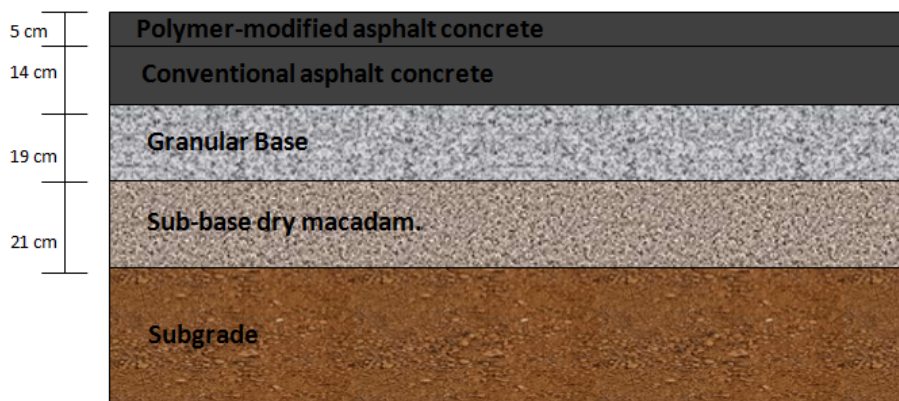 5 cm
Polymer-modified asphalt concrete
14 cm
Conventional asphalt concrete
19 cm
Granular Base
21 cm
Sub-base dry macadam.
Subgrade